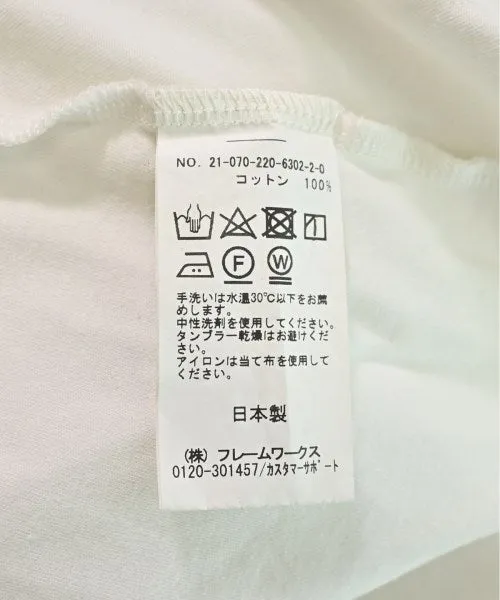 NO. 21-070-220-6302-2-0
コットン 100%
F W
手洗いは水温30℃以下をお薦
めします。
中性洗剤を使用してください。
タンブラー乾燥はお避けくだ
さい。
アイロンは当て布を使用して
ください。
日本製
(株) フレームワークス
0120-301457/カスタマーサポート